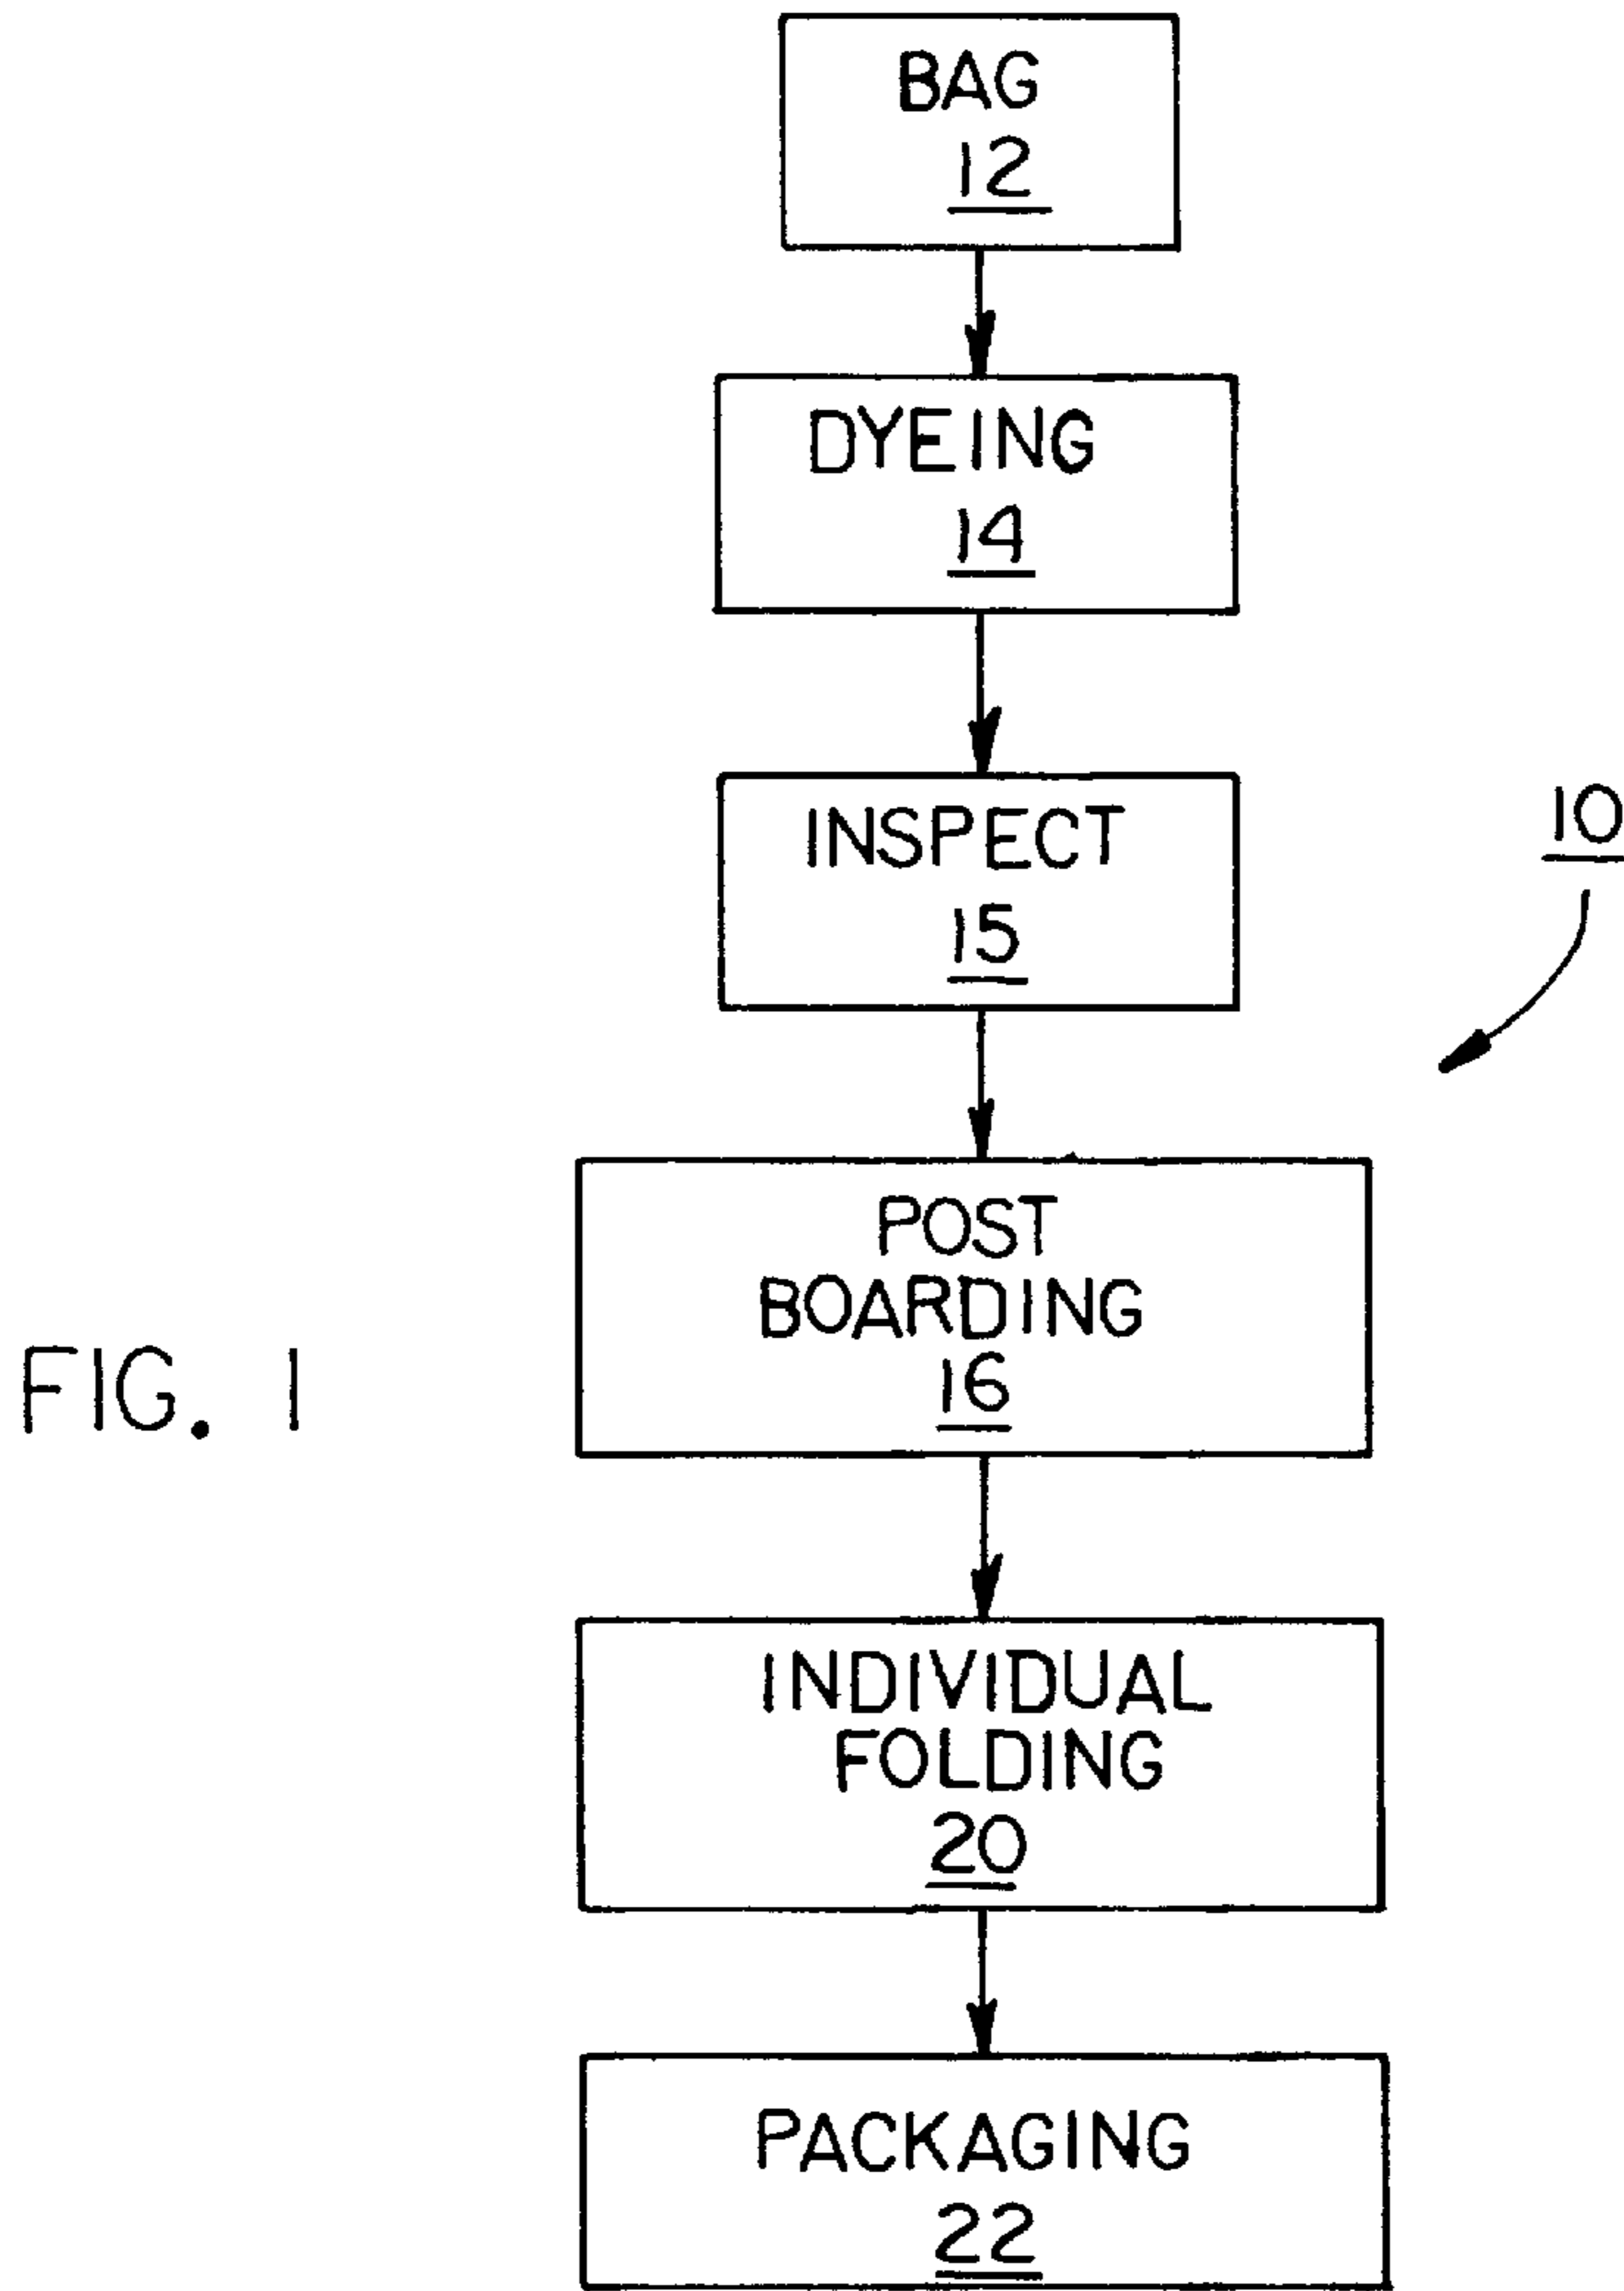 BAG
12
DYEING
14
INSPECT
15
10
POST
BOARDING
16
FIG. 1
INDIVIDUAL
FOLDING
20
PACKAGING
22